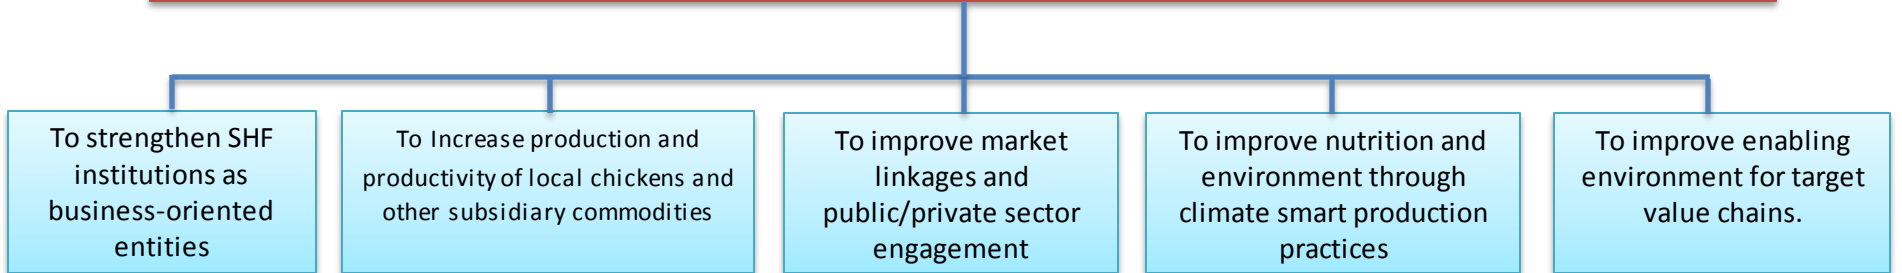 To strengthen SHF
institutions as
business-oriented
entities
To Increase production and
productivity of local chickens and
other subsidiary commodities
To improve market
linkages and
public/private sector
engagement
To improve nutrition and
environment through
climate smart production
practices
To improve enabling
environment for target
value chains.